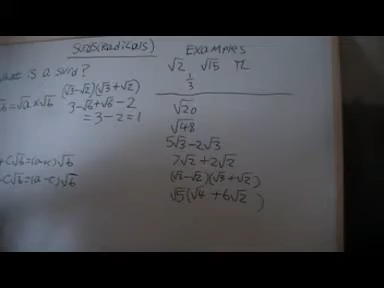 Surds(Radicals)
Examples
What is a surd?
√2 √15 π
1/3
(√3-√2)(√3+√2)
b = √a × √b
3-√6+√6-2
= 3-2=1
√20
√48
5√3-2√3
7√2+2√2
+c√b=(a+c)√b
-c√b=(a-c)√b
(√3-√2)(√3+√2)
√5(√4 +6√2 )